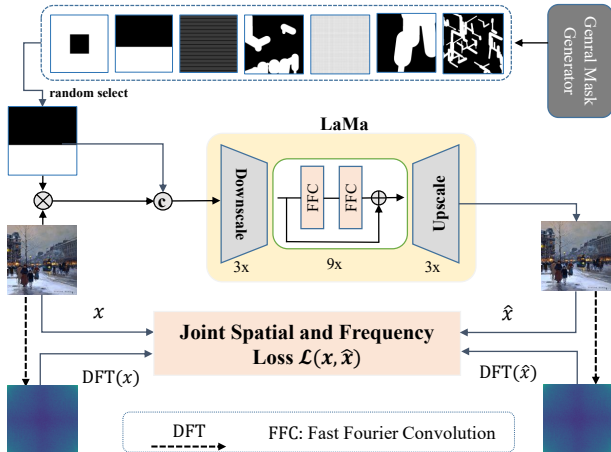 Genral Mask
Generator
random select
LaMa
c
Downscale
FFC
FFC
Upscale
3x
9x
3x
x
x̂
Joint Spatial and Frequency
Loss ℒ(x, x̂)
DFT(x)
DFT(x̂)
DFT
FFC: Fast Fourier Convolution